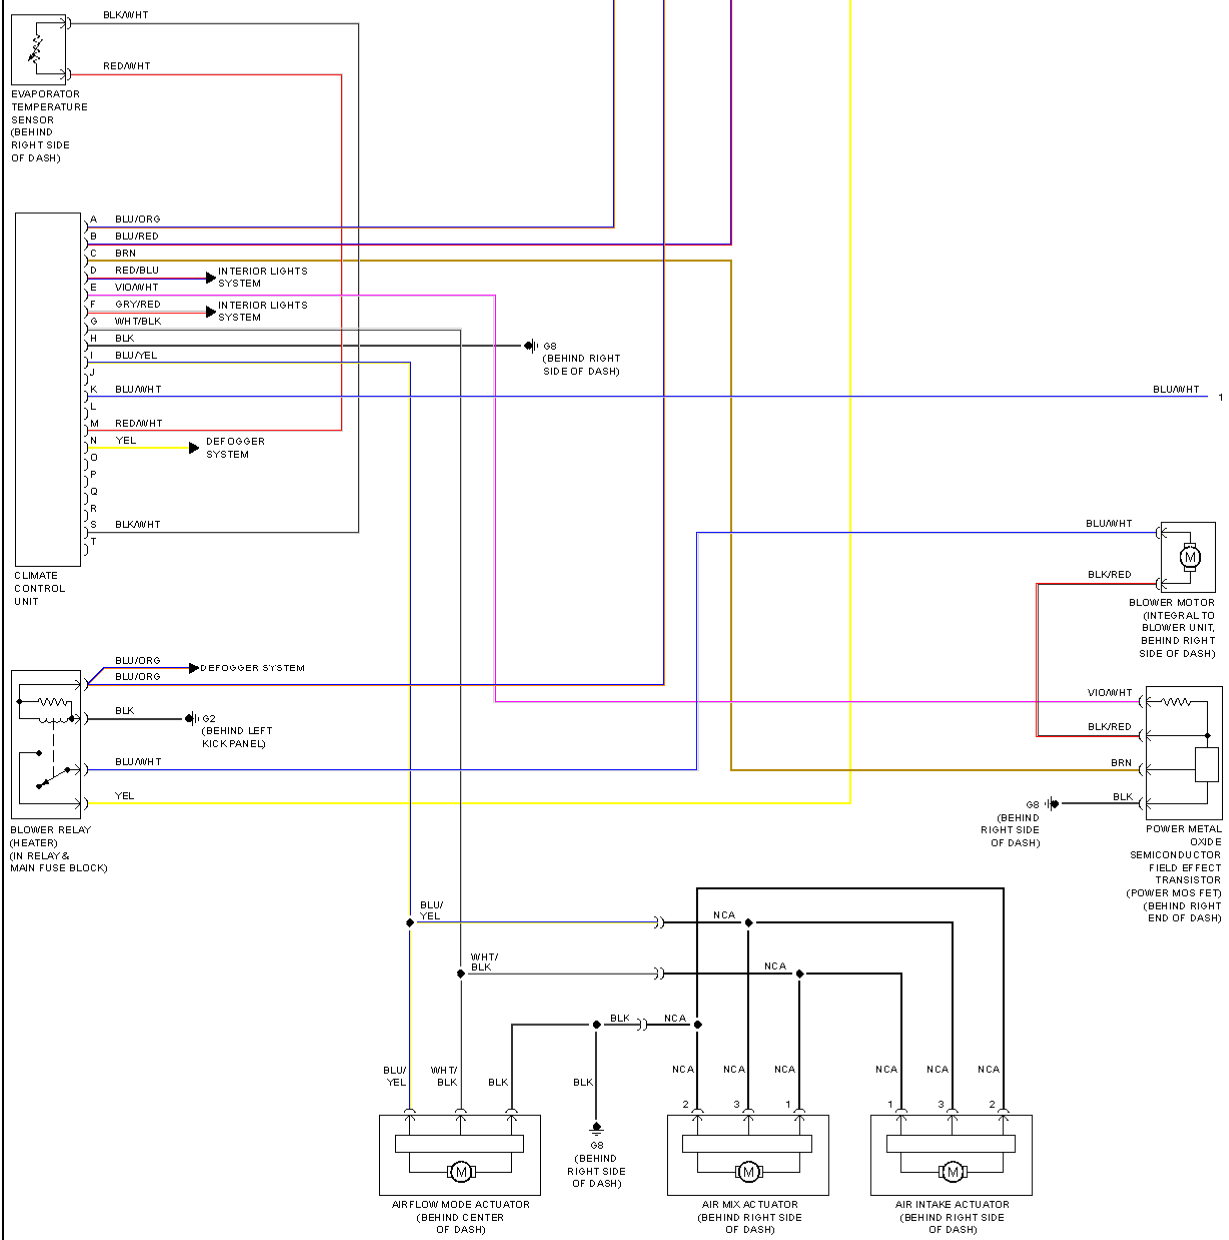 BLK/WHT
RED/WHT
EVAPORATOR
TEMPERATURE
SENSOR
(BEHIND
RIGHT SIDE
OF DASH)
A BLU/ORG
B BLU/RED
C BRN
D RED/BLU
INTERIOR LIGHTS
SYSTEM
E VIO/WHT
F GRY/RED
INTERIOR LIGHTS
SYSTEM
G WHT/BLK
H BLK
G8
(BEHIND RIGHT
SIDE OF DASH)
I BLU/YEL
J
K BLU/WHT
BLU/WHT 1
L
M RED/WHT
N YEL
DEFOGGER
SYSTEM
O
P
Q
R
S BLK/WHT
T
CLIMATE
CONTROL
UNIT
BLU/WHT
M
BLK/RED
BLOWER MOTOR
(INTEGRAL TO
BLOWER UNIT,
BEHIND RIGHT
SIDE OF DASH)
BLU/ORG
DEFOGGER SYSTEM
BLU/ORG
BLK
G2
(BEHIND LEFT
KICK PANEL)
BLU/WHT
YEL
BLOWER RELAY
(HEATER)
(IN RELAY &
MAIN FUSE BLOCK)
VIO/WHT
BLK/RED
BRN
BLK
G8
(BEHIND
RIGHT SIDE
OF DASH)
POWER METAL
OXIDE
SEMICONDUCTOR
FIELD EFFECT
TRANSISTOR
(POWER MOS FET)
(BEHIND RIGHT
END OF DASH)
BLU/
YEL
NCA
WHT/
BLK
NCA
BLK
NCA
BLU/
YEL
WHT/
BLK
BLK
BLK
NCA
NCA
NCA
NCA
NCA
NCA
2
3
1
1
3
2
G8
(BEHIND
RIGHT SIDE
OF DASH)
M
M
M
AIRFLOW MODE ACTUATOR
(BEHIND CENTER
OF DASH)
AIR MIX ACTUATOR
(BEHIND RIGHT SIDE
OF DASH)
AIR INTAKE ACTUATOR
(BEHIND RIGHT SIDE
OF DASH)